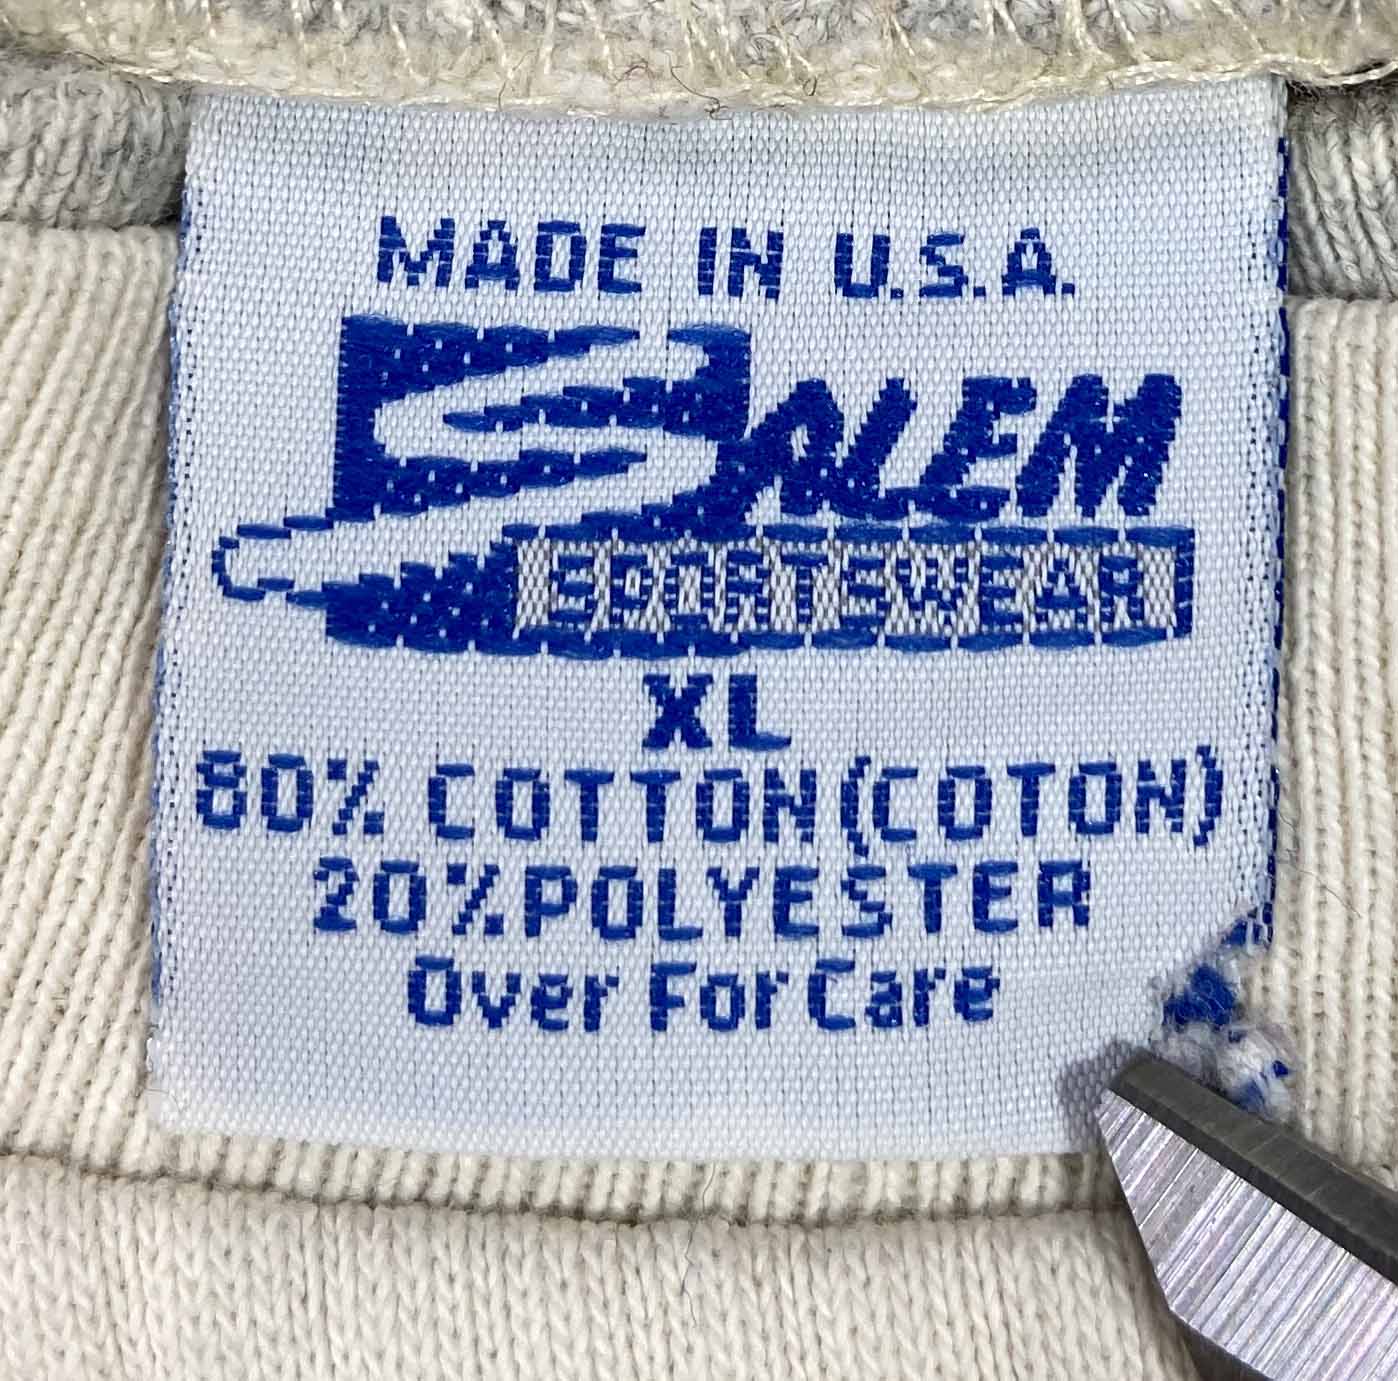 MADE IN U.S.A.
SALEM
SPORTSWEAR
XL
80% COTTON (COTON)
20% POLYESTER
Over For Care